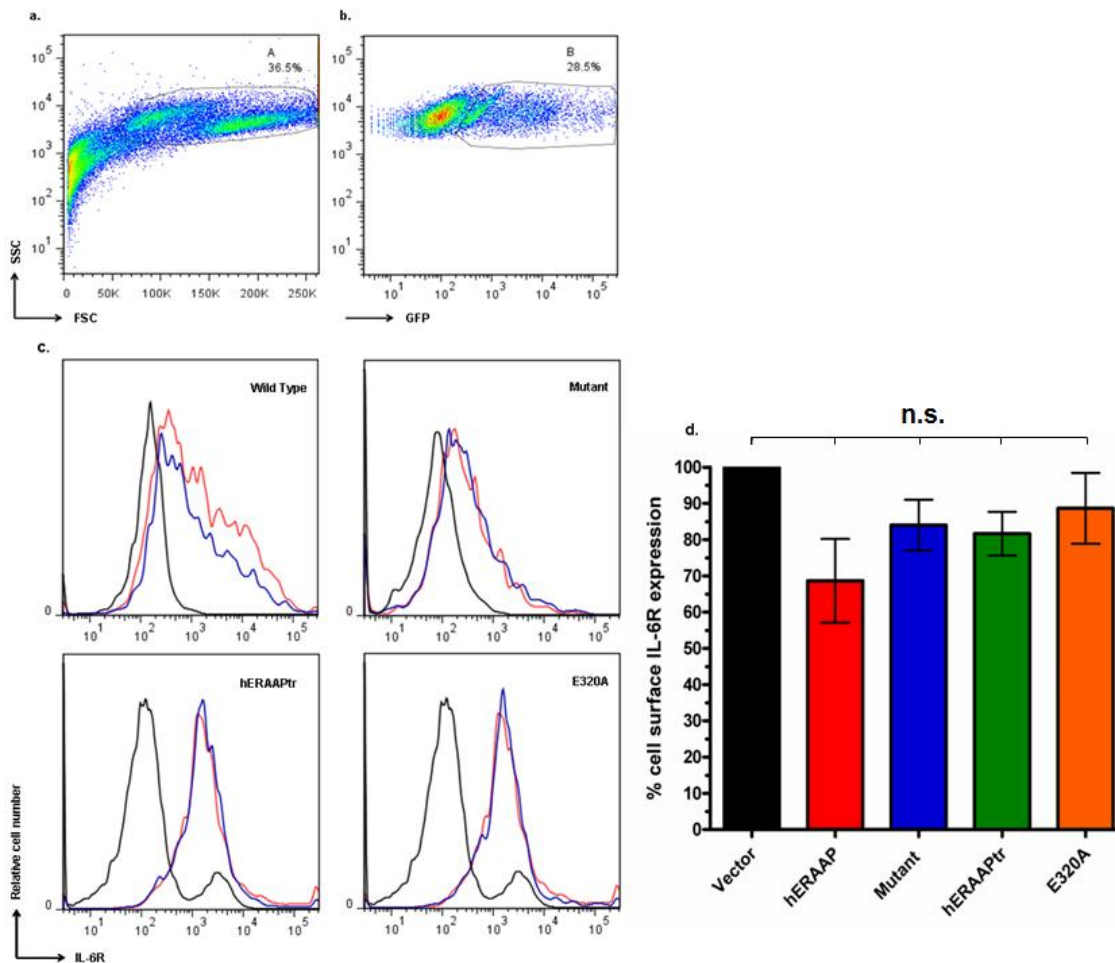 a.
A
36.5%
10^5
10^4
10^3
10^2
10^1
SSC
0 50K 100K 150K 200K 250K
FSC
b.
B
28.5%
10^5
10^4
10^3
10^2
10^1
10^1 10^2 10^3 10^4 10^5
GFP
c.
Wild Type
0
10^1 10^2 10^3 10^4 10^5
Mutant
0
10^1 10^2 10^3 10^4 10^5
hERAAPtr
0
10^1 10^2 10^3 10^4 10^5
E320A
0
10^1 10^2 10^3 10^4 10^5
Relative cell number
IL-6R
d.
n.s.
% cell surface IL-6R expression
100
90
80
70
60
50
40
30
20
10
0
Vector
hERAAP
Mutant
hERAAPtr
E320A